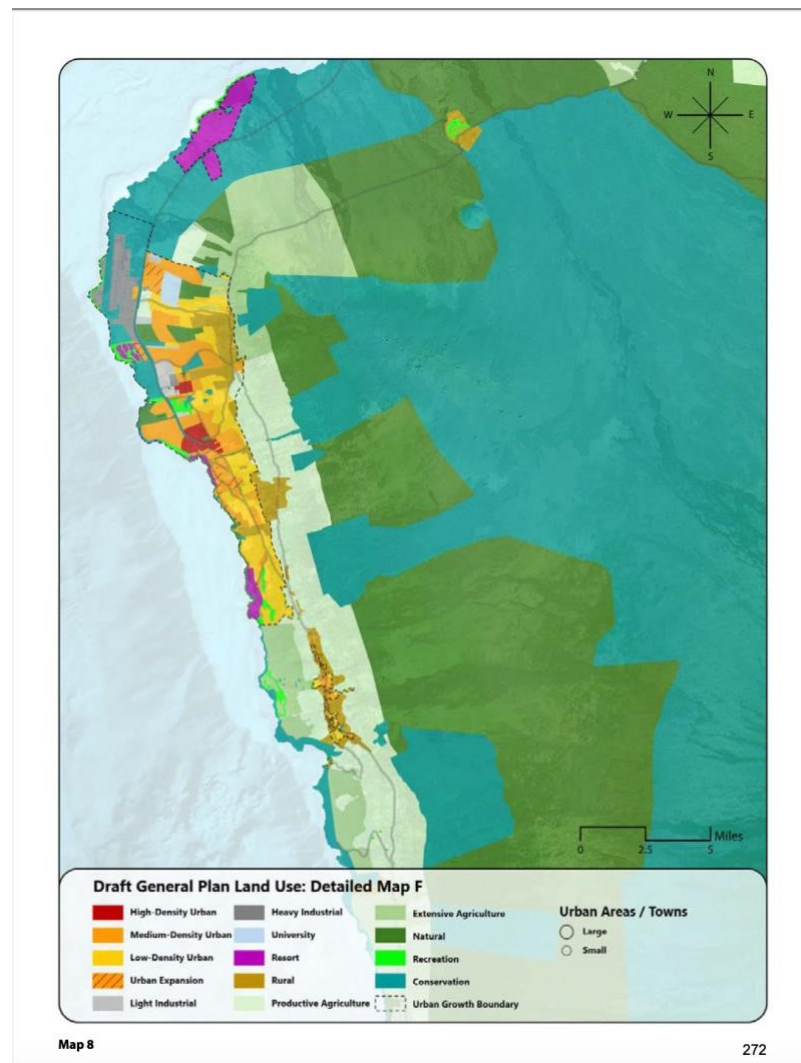 N
W E
S
Miles
0 2.5 5
Draft General Plan Land Use: Detailed Map F
High-Density Urban
Medium-Density Urban
Low-Density Urban
Urban Expansion
Light Industrial
Heavy Industrial
University
Resort
Rural
Productive Agriculture
Extensive Agriculture
Natural
Recreation
Conservation
Urban Growth Boundary
Urban Areas / Towns
Large
Small
Map 8
272